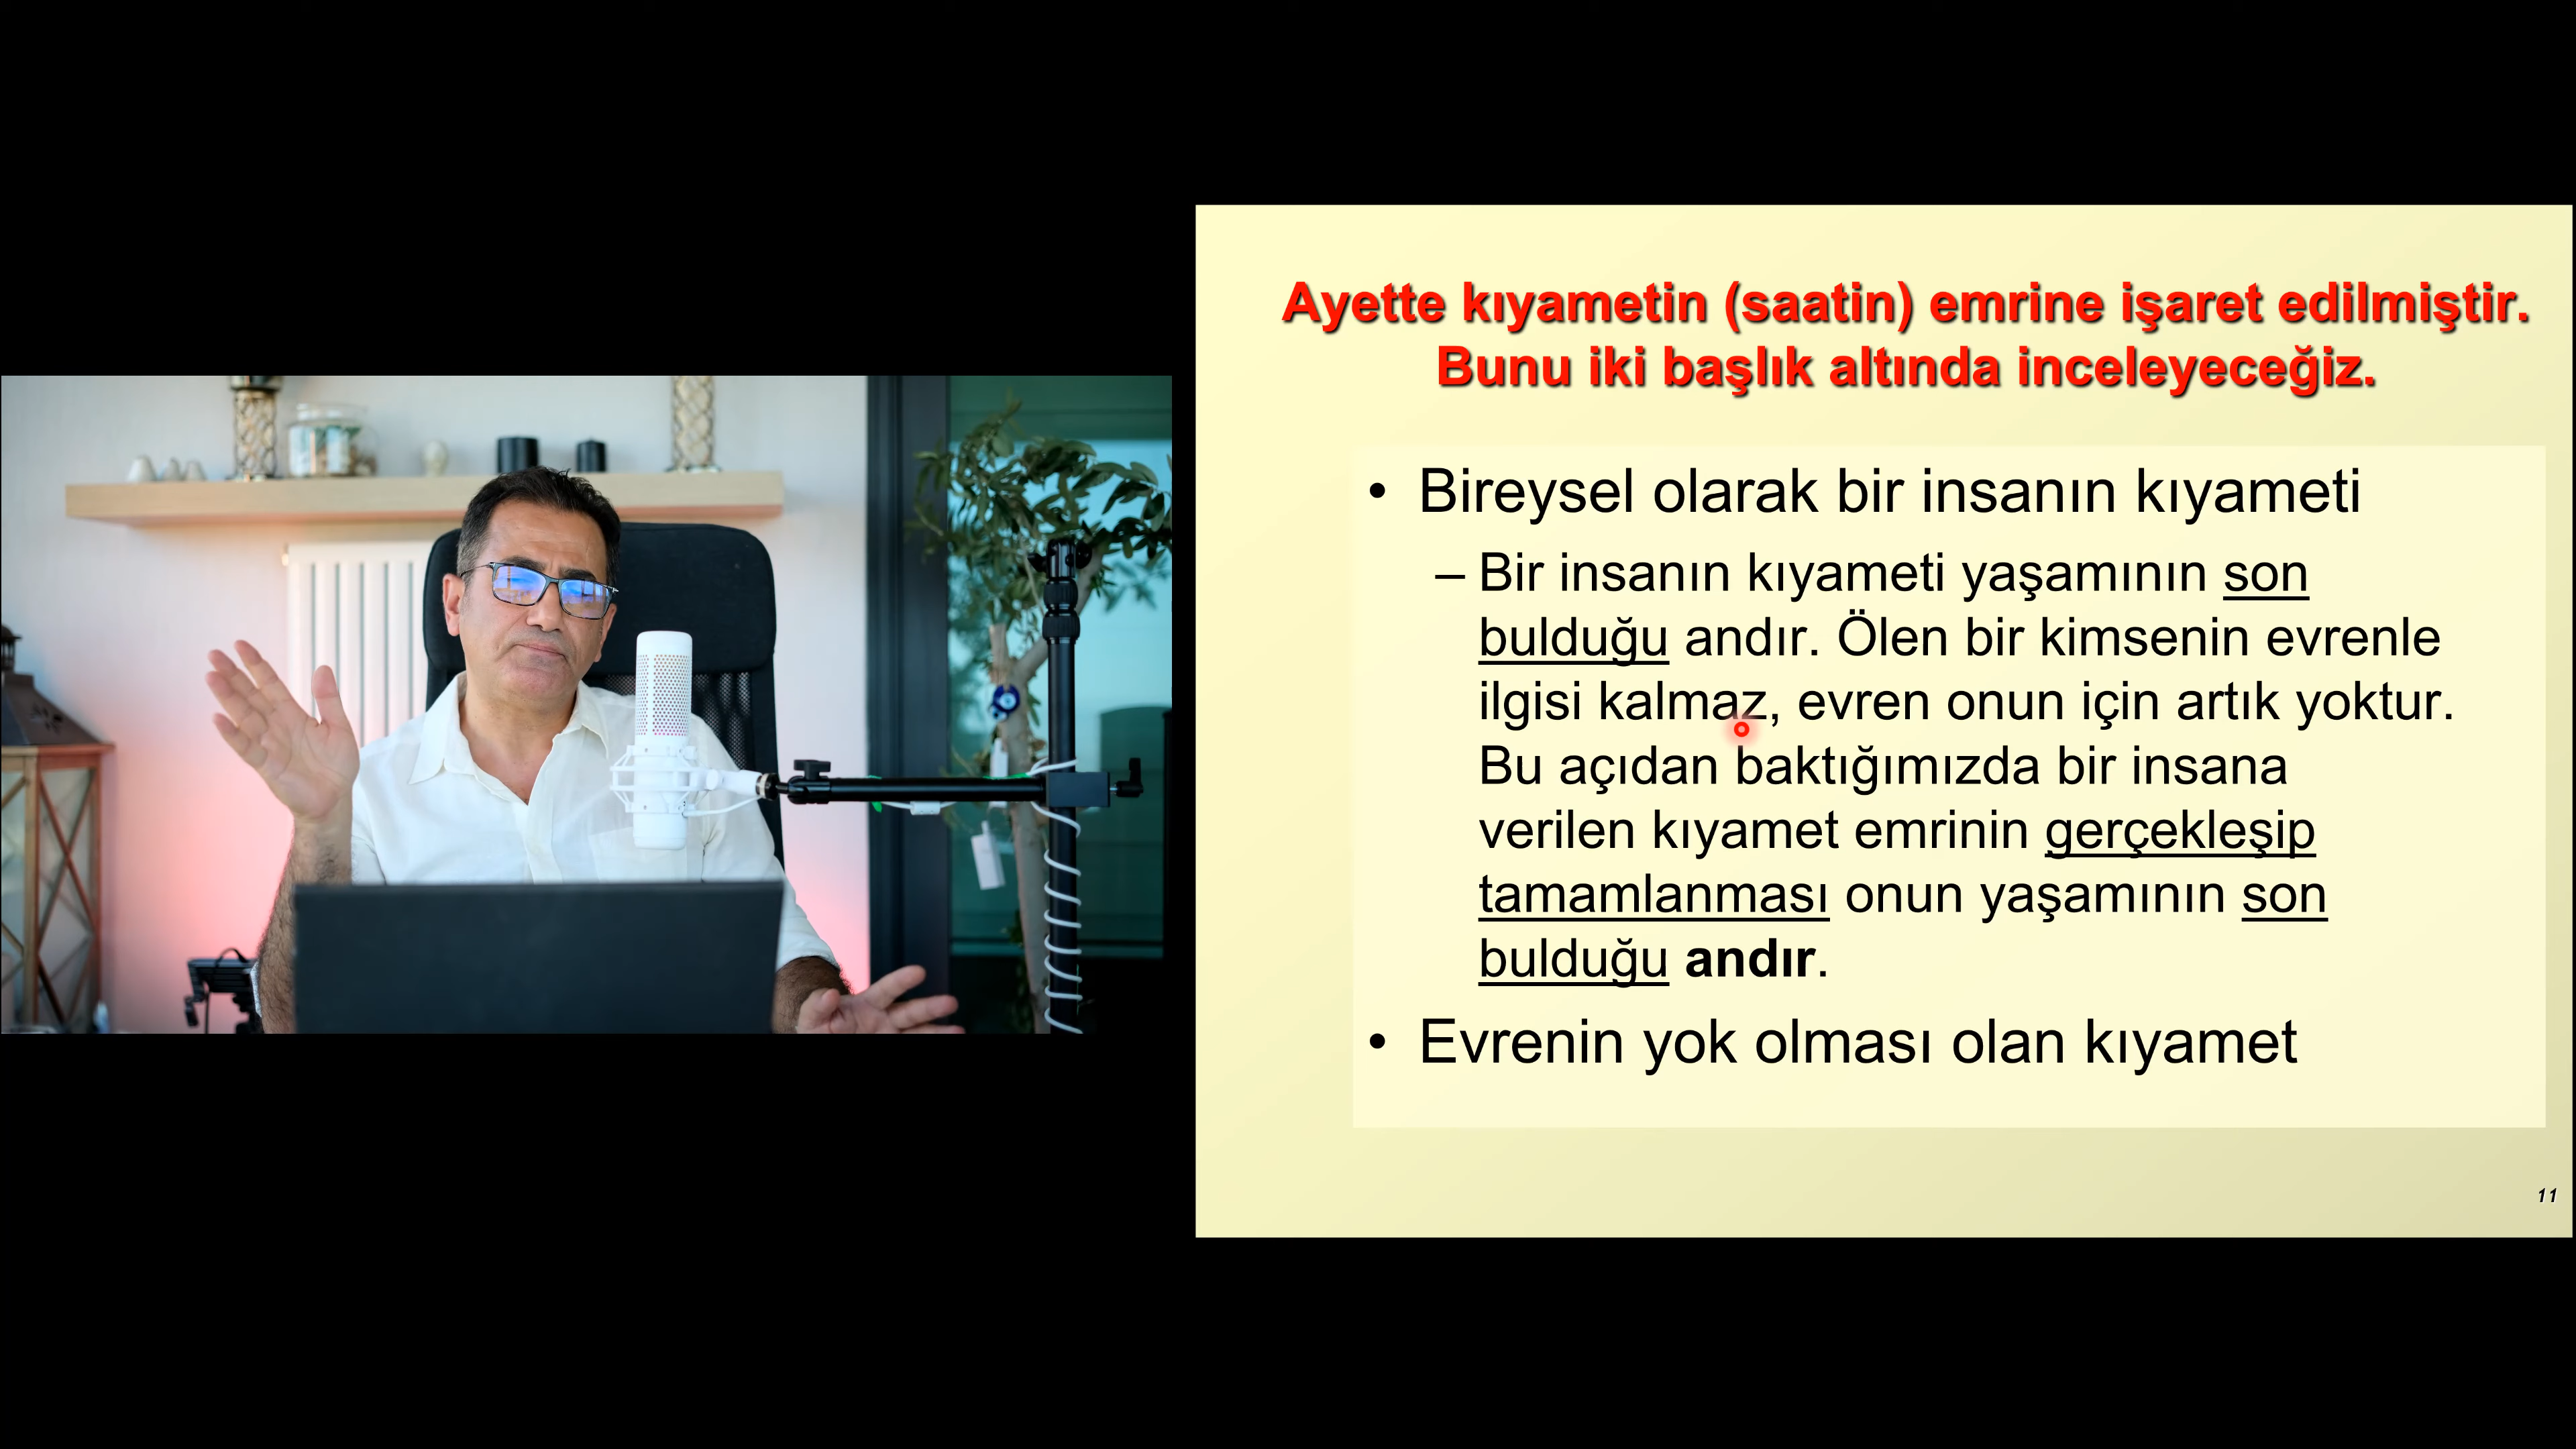 Ayette kıyametin (saatin) emrine işaret edilmiştir.
Bunu iki başlık altında inceleyeceğiz.
• Bireysel olarak bir insanın kıyameti
– Bir insanın kıyameti yaşamının son
bulduğu andır. Ölen bir kimsenin evrenle
ilgisi kalmaz, evren onun için artık yoktur.
Bu açıdan baktığımızda bir insana
verilen kıyamet emrinin gerçekleşip
tamamlanması onun yaşamının son
bulduğu andır.
• Evrenin yok olması olan kıyamet
11